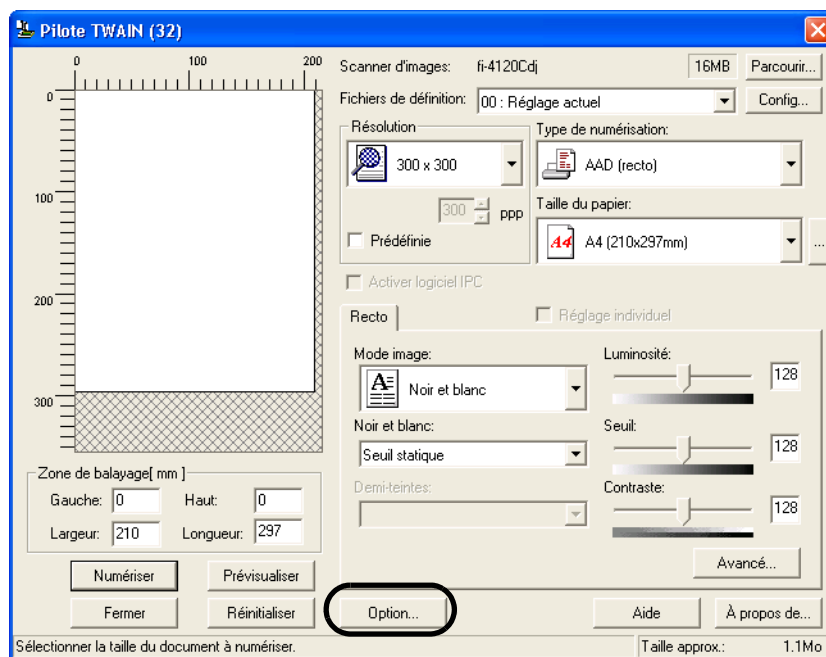 Pilote TWAIN (32)
0 100 200
0
100
200
300
Scanner d'images: fi-4120Cdj 16MB Parcourir...
Fichiers de définition: 00 : Réglage actuel Config...
Résolution
300 x 300
300 ppp
Prédéfinie
Type de numérisation:
AAD (recto)
Taille du papier:
A4 A4 (210x297mm) ...
Activer logiciel IPC
Recto Réglage individuel
Mode image:
A Noir et blanc
Noir et blanc:
Seuil statique
Demi-teintes:
Luminosité:
128
Seuil:
128
Contraste:
128
Avancé...
Zone de balayage[ mm ]
Gauche: 0 Haut: 0
Largeur: 210 Longueur: 297
Numériser Prévisualiser
Fermer Réinitialiser Option... Aide À propos de...
Sélectionner la taille du document à numériser. Taille approx.: 1.1Mo